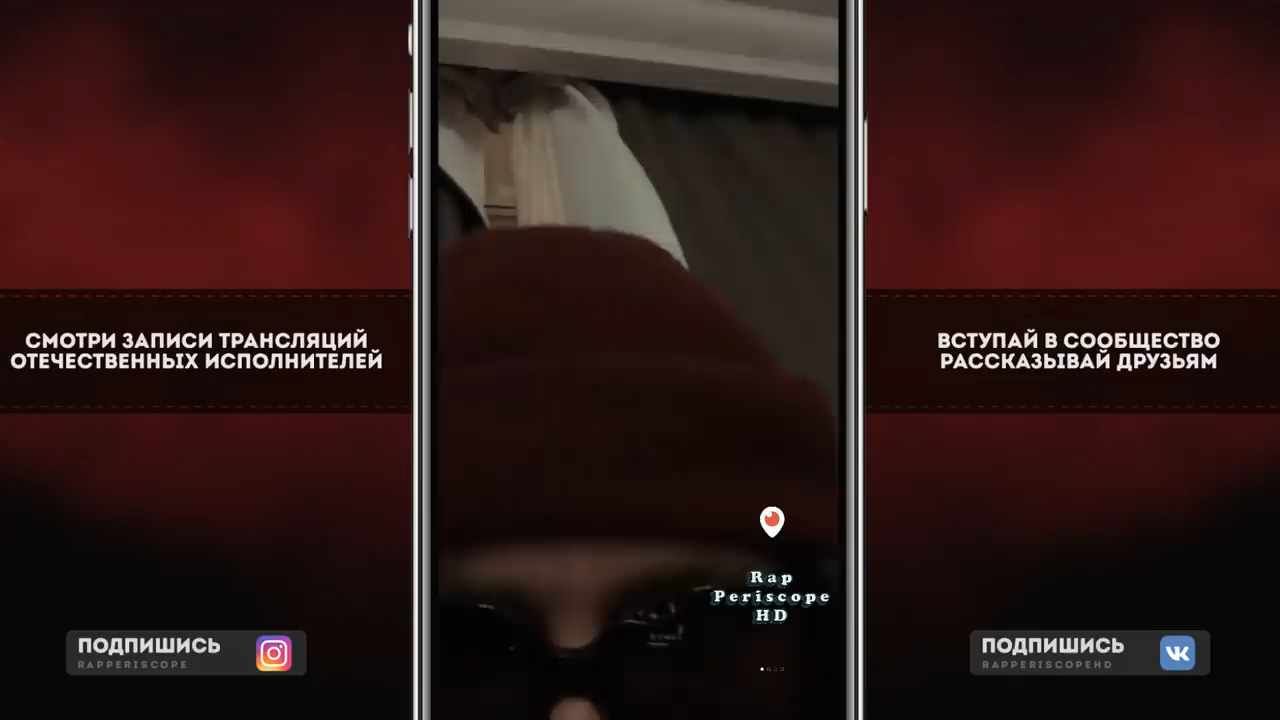 СМОТРИ ЗАПИСИ ТРАНСЛЯЦИЙ
ОТЕЧЕСТВЕННЫХ ИСПОЛНИТЕЛЕЙ
ВСТУПАЙ В СООБЩЕСТВО
РАССКАЗЫВАЙ ДРУЗЬЯМ
Rap
Periscope
HD
ПОДПИШИСЬ
RAPPERISCOPE
ПОДПИШИСЬ
RAPPERISCOPEHD